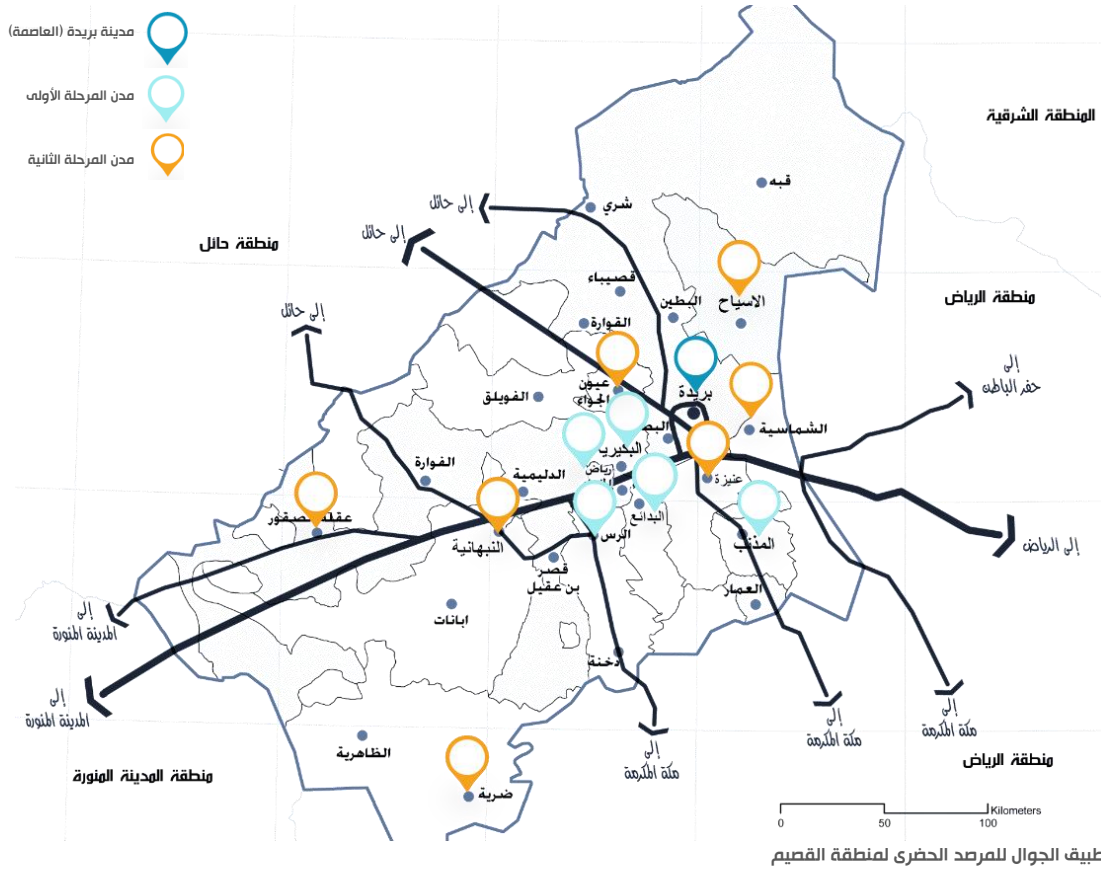 مدينة بريدة (العاصمة)
مدن المرحلة الأولى
مدن المرحلة الثانية
المنطقة الشرقية
قبه
شري
إلى حائل
إلى حائل
منطقة حائل
قصيباء
البطين
الاسياح
منطقة الرياض
القوارة
إلى حائل
إلى
حفر الباطن
عيون
الجواء
بريدة
الفويلق
الشماسية
البكيرية
رياض
عنيزة
الفوارة
الدليمية
البدائع
عقلة الصقور
النبهانية
الرس
المذنب
إلى الرياض
قصر
بن عقيل
العمار
ابانات
إلى
المدينة المنورة
دخنة
إلى
المدينة المنورة
إلى
مكة المكرمة
إلى
مكة المكرمة
إلى
مكة المكرمة
الظاهرية
منطقة المدينة المنورة
منطقة الرياض
ضرية
Kilometers
0 50 100
طبيق الجوال للمرصد الحضرى لمنطقة القصيم